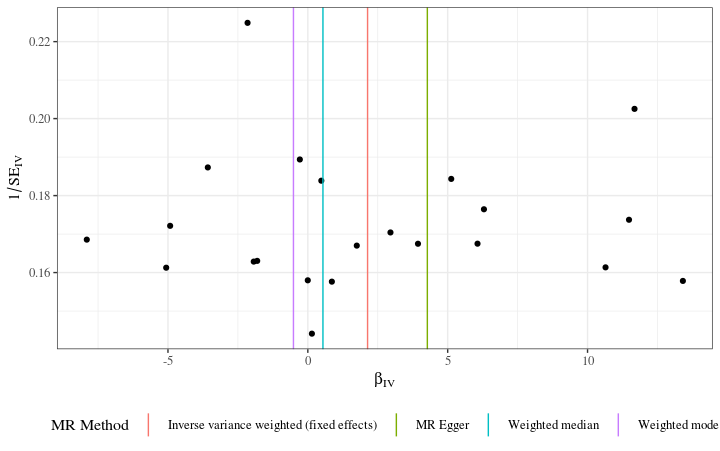 0.22
0.20
0.18
0.16
1/SE_IV
-5 0 5 10
β_IV
MR Method Inverse variance weighted (fixed effects) MR Egger Weighted median Weighted mode